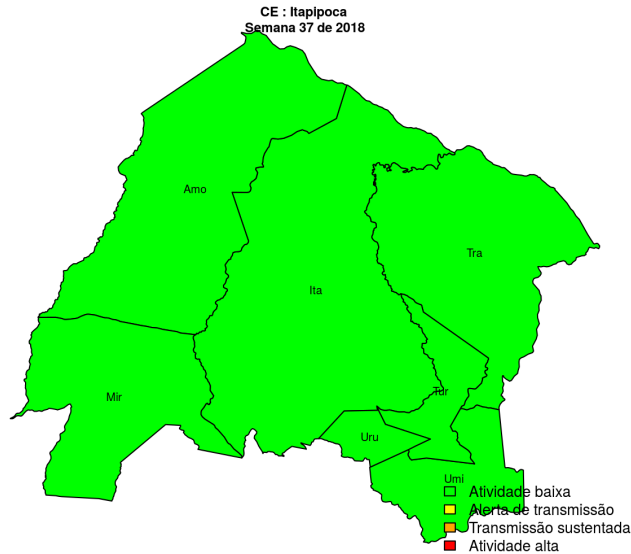 CE : Itapipoca
Semana 37 de 2018
Amo
Tra
Ita
Tur
Mir
Uru
Umi
Atividade baixa
Alerta de transmissão
Transmissão sustentada
Atividade alta